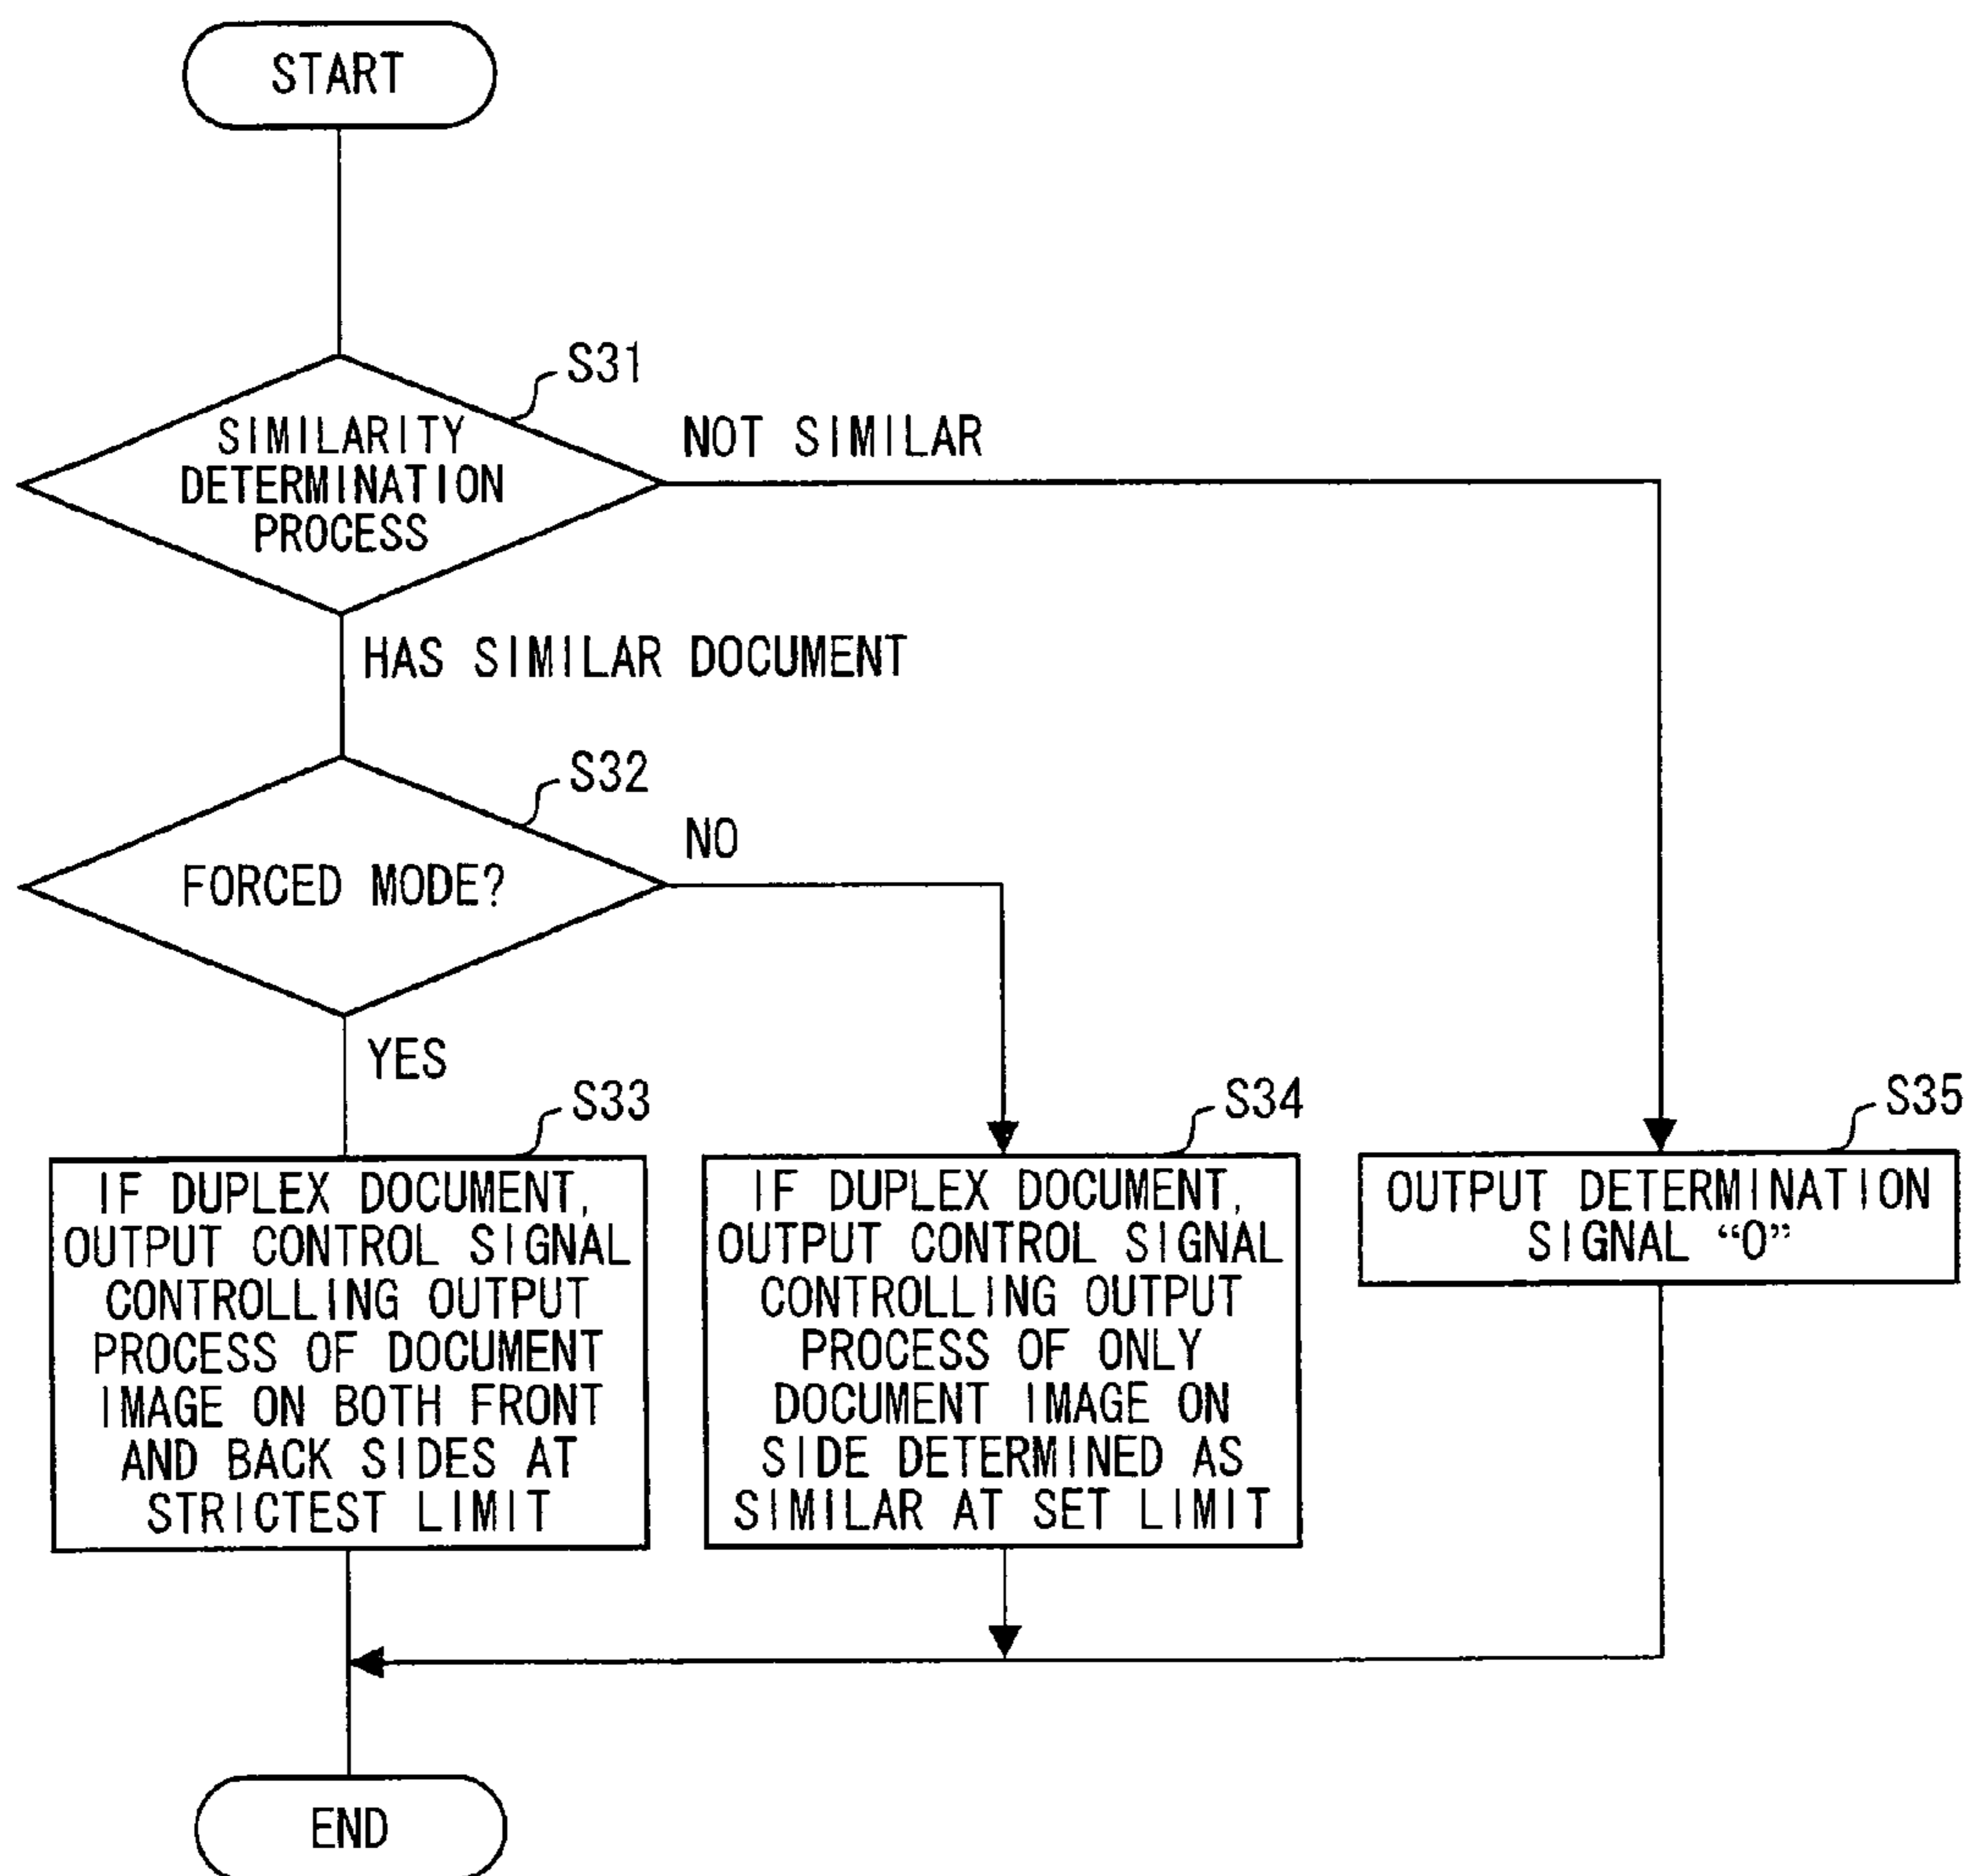 START
S31
SIMILARITY
DETERMINATION
PROCESS
NOT SIMILAR
HAS SIMILAR DOCUMENT
S32
FORCED MODE?
NO
YES
S33
IF DUPLEX DOCUMENT,
OUTPUT CONTROL SIGNAL
CONTROLLING OUTPUT
PROCESS OF DOCUMENT
IMAGE ON BOTH FRONT
AND BACK SIDES AT
STRICTEST LIMIT
S34
IF DUPLEX DOCUMENT,
OUTPUT CONTROL SIGNAL
CONTROLLING OUTPUT
PROCESS OF ONLY
DOCUMENT IMAGE ON
SIDE DETERMINED AS
SIMILAR AT SET LIMIT
S35
OUTPUT DETERMINATION
SIGNAL “0”
END